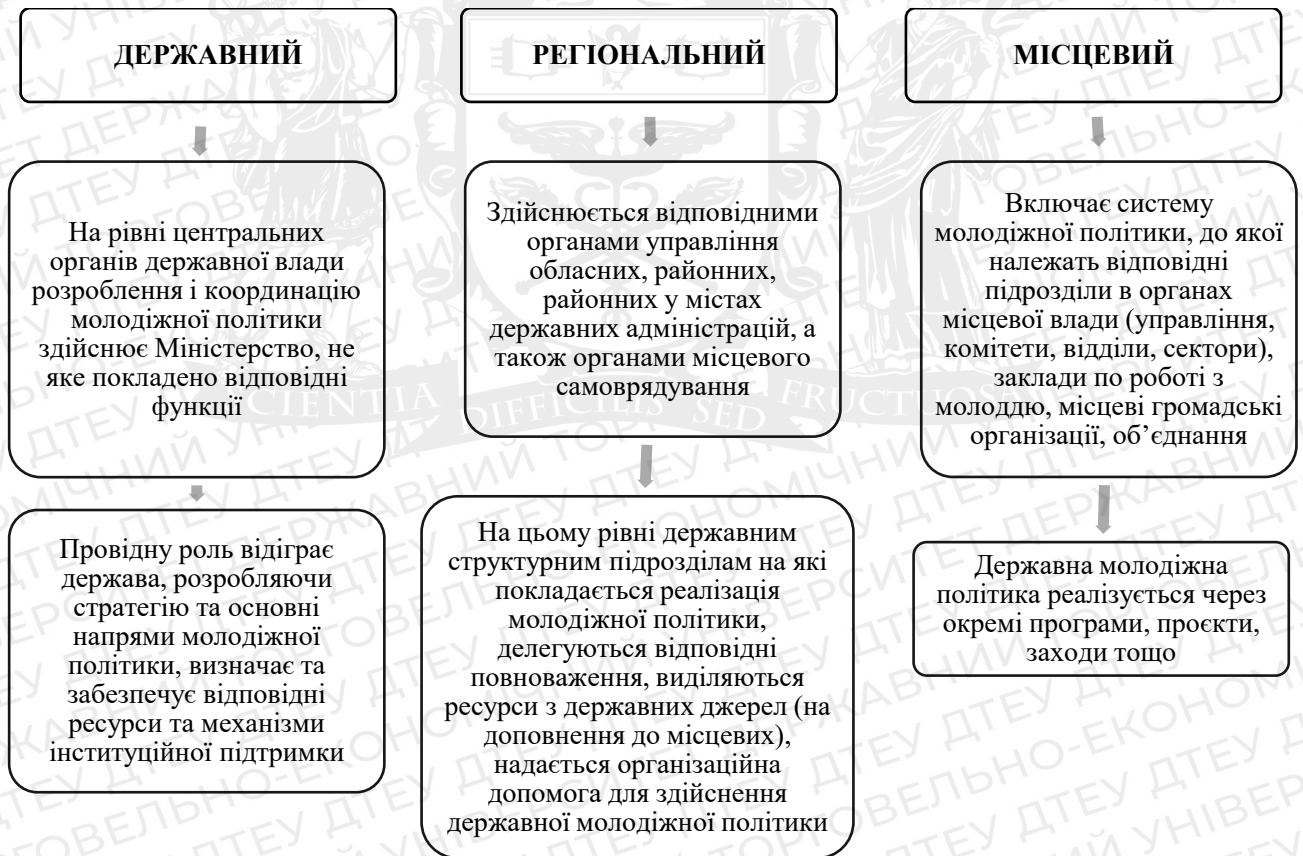 ДЕРЖАВНИЙ
На рівні центральних
органів державної влади
розроблення і координацію
молодіжної політики
здійснює Міністерство, не
яке покладено відповідні
функції
Провідну роль відіграє
держава, розробляючи
стратегію та основні
напрями молодіжної
політики, визначає та
забезпечує відповідні
ресурси та механізми
інституційної підтримки
РЕГІОНАЛЬНИЙ
Здійснюється відповідними
органами управління
обласних, районних,
районних у містах
державних адміністрацій, а
також органами місцевого
самоврядування
На цьому рівні державним
структурним підрозділам на які
покладається реалізація
молодіжної політики,
делегуються відповідні
повноваження, виділяються
ресурси з державних джерел (на
доповнення до місцевих),
надається організаційна
допомога для здійснення
державної молодіжної політики
МІСЦЕВИЙ
Включає систему
молодіжної політики, до якої
належать відповідні
підрозділи в органах
місцевої влади (управління,
комітети, відділи, сектори),
заклади по роботі з
молоддю, місцеві громадські
організації, об’єднання
Державна молодіжна
політика реалізується через
окремі програми, проєкти,
заходи тощо